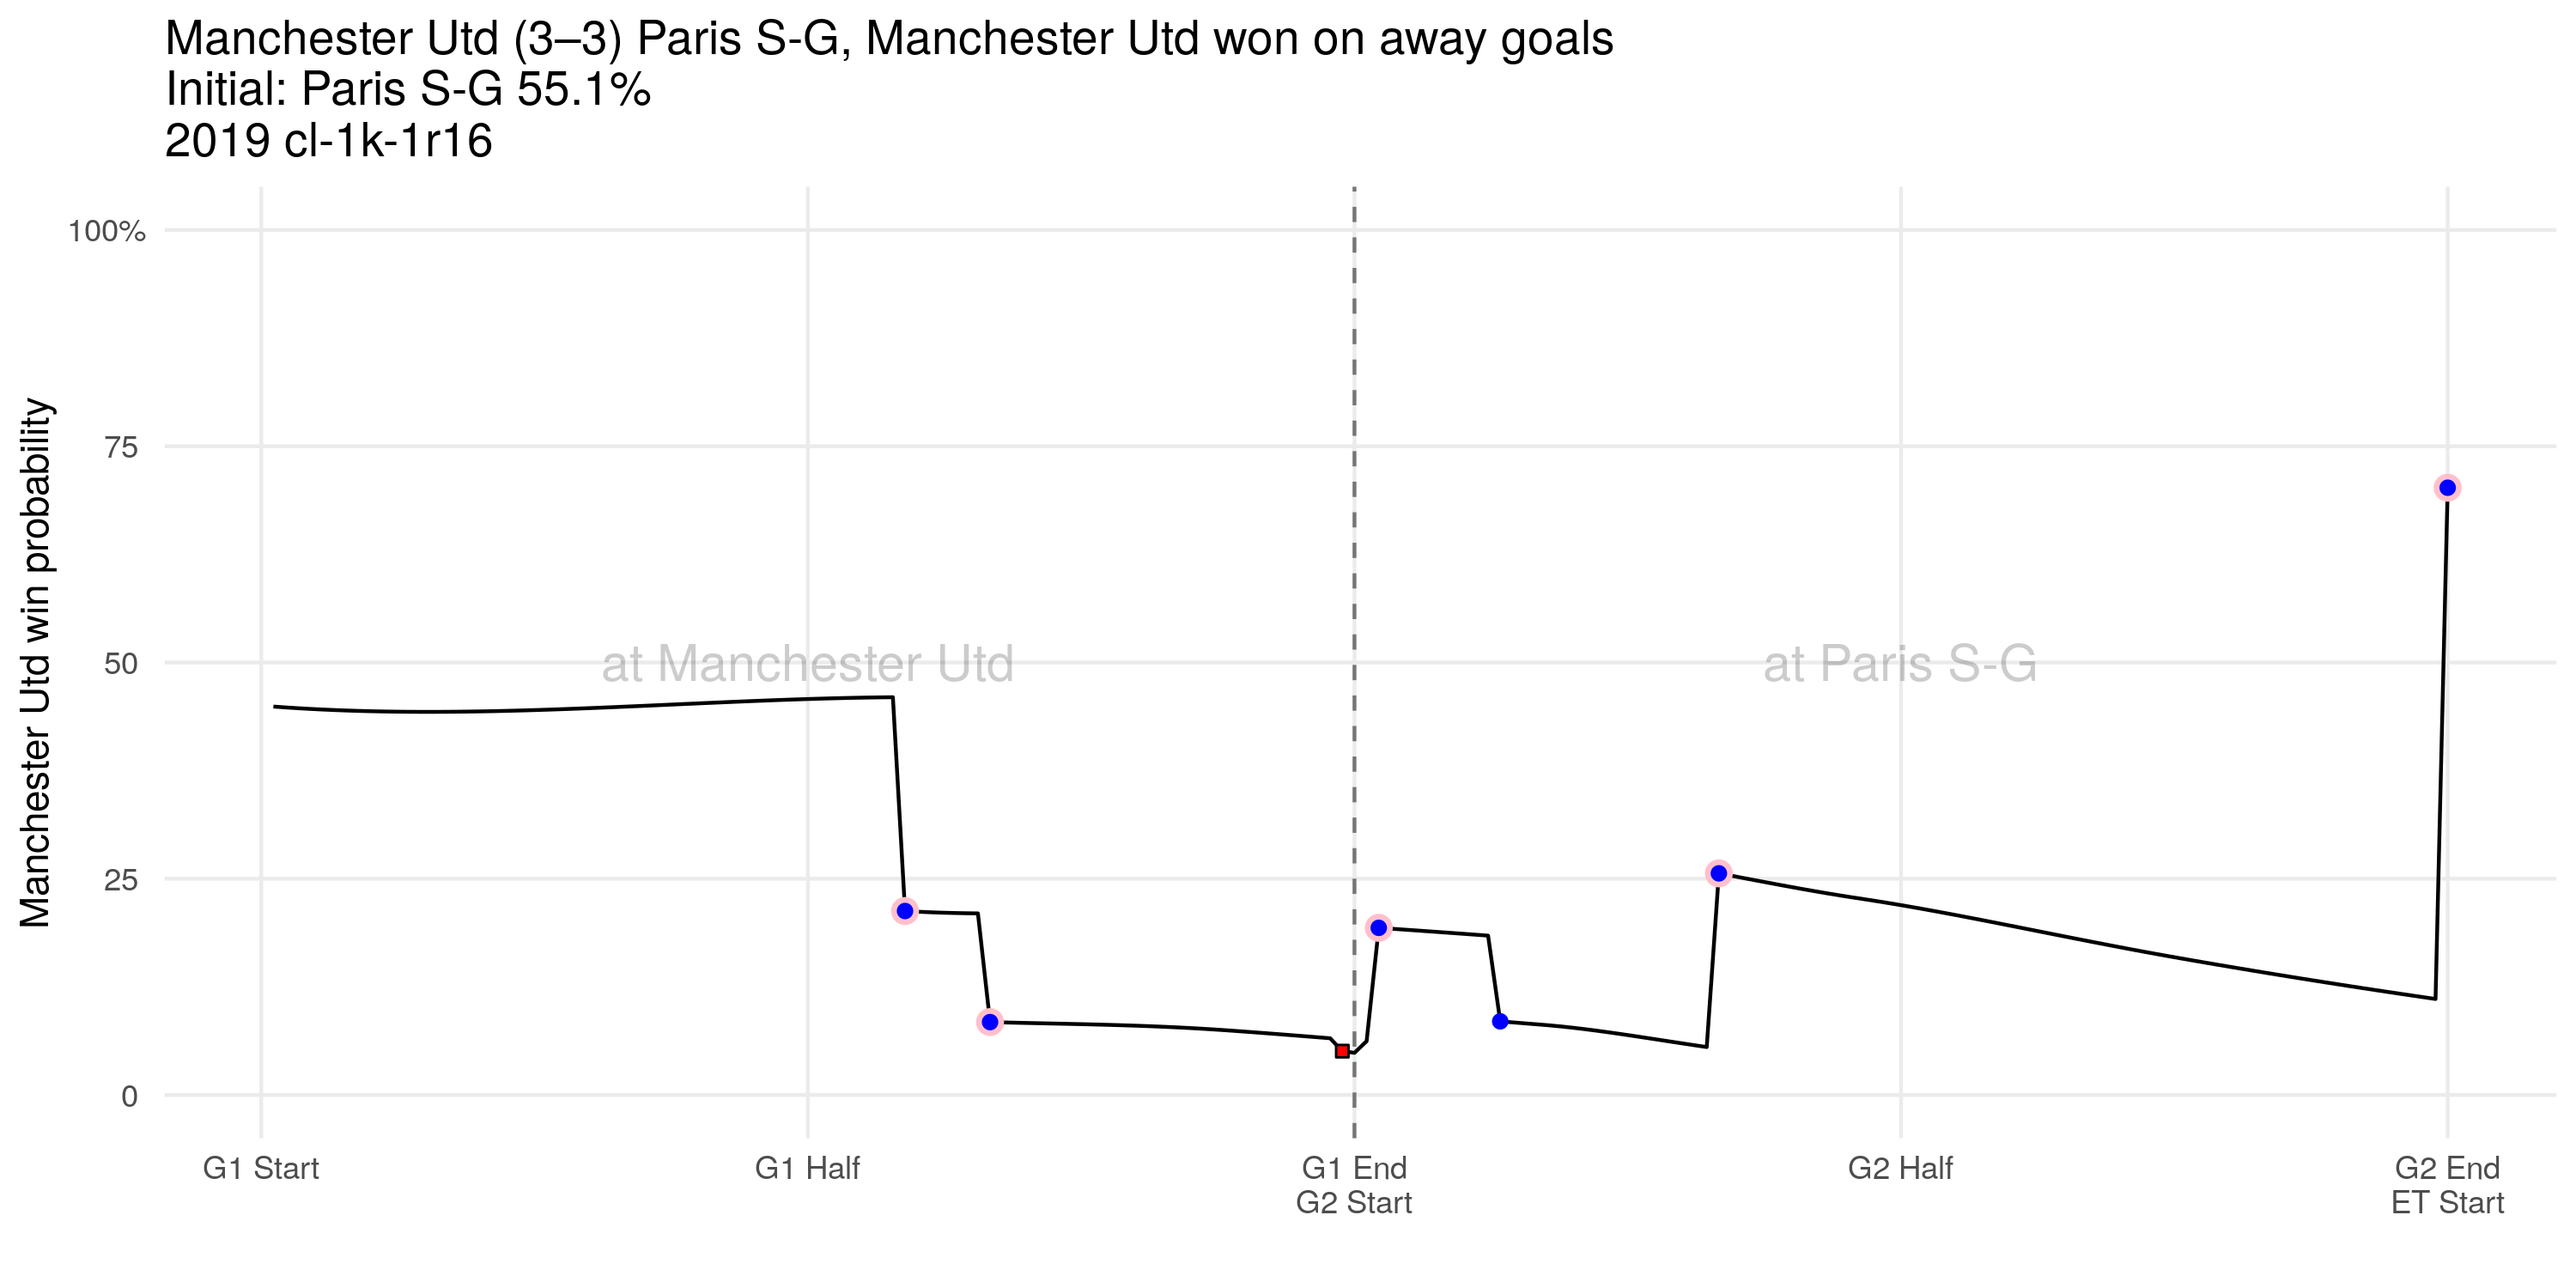 Manchester Utd (3–3) Paris S-G, Manchester Utd won on away goals
Initial: Paris S-G 55.1%
2019 cl-1k-1r16
Manchester Utd win probability
100%
75
50
25
0
at Manchester Utd
at Paris S-G
G1 Start
G1 Half
G1 End
G2 Start
G2 Half
G2 End
ET Start